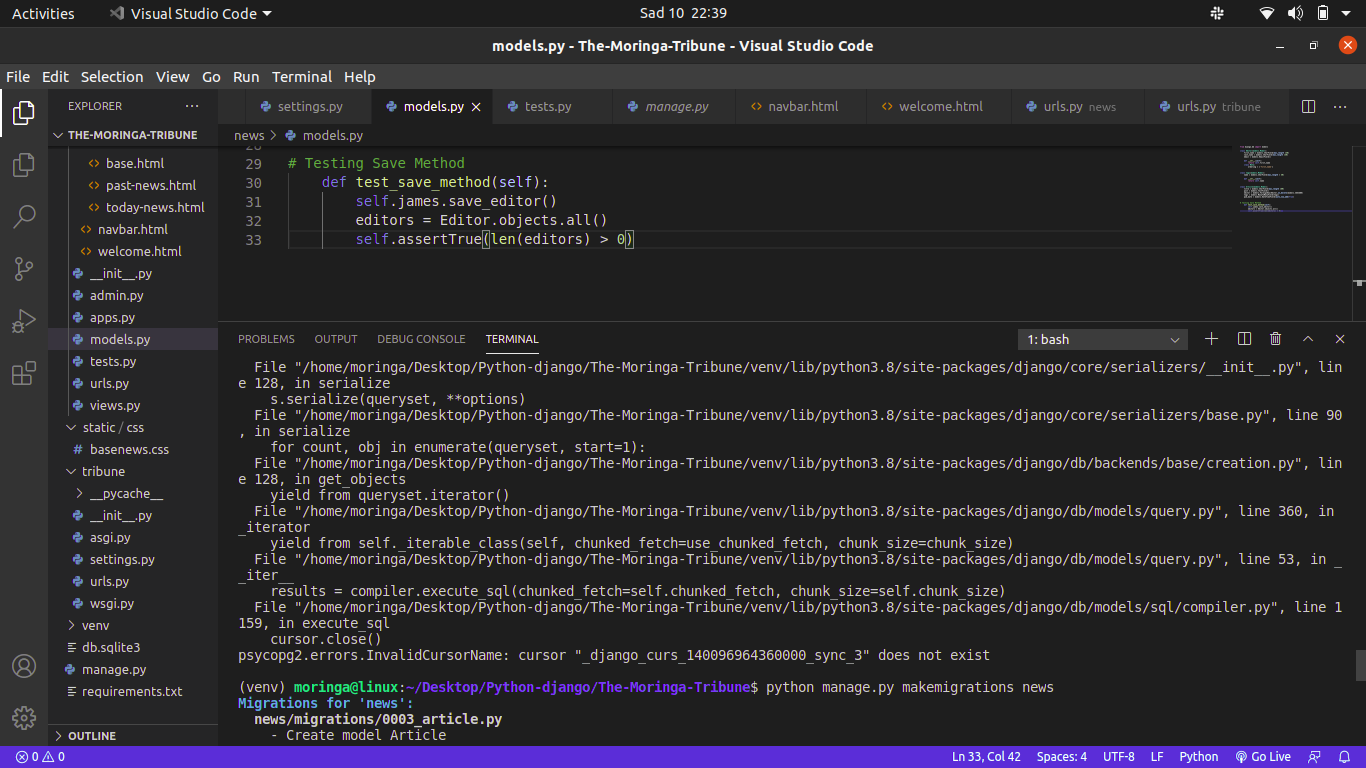 Activities
Visual Studio Code
Sad 10 22:39
models.py - The-Moringa-Tribune - Visual Studio Code
File Edit Selection View Go Run Terminal Help
EXPLORER
THE-MORINGA-TRIBUNE
base.html
past-news.html
today-news.html
navbar.html
welcome.html
__init__.py
admin.py
apps.py
models.py
tests.py
urls.py
views.py
static / css
# basenews.css
tribune
__pycache__
__init__.py
asgi.py
settings.py
urls.py
wsgi.py
venv
db.sqlite3
manage.py
requirements.txt
OUTLINE
settings.py
models.py
tests.py
manage.py
navbar.html
welcome.html
urls.py news
urls.py tribune
news > models.py
28
29 # Testing Save Method
30 def test_save_method(self):
31 self.james.save_editor()
32 editors = Editor.objects.all()
33 self.assertTrue(len(editors) > 0)
PROBLEMS OUTPUT DEBUG CONSOLE TERMINAL
1: bash
File "/home/moringa/Desktop/Python-django/The-Moringa-Tribune/venv/lib/python3.8/site-packages/django/core/serializers/__init__.py", lin
e 128, in serialize
s.serialize(queryset, **options)
File "/home/moringa/Desktop/Python-django/The-Moringa-Tribune/venv/lib/python3.8/site-packages/django/core/serializers/base.py", line 90
, in serialize
for count, obj in enumerate(queryset, start=1):
File "/home/moringa/Desktop/Python-django/The-Moringa-Tribune/venv/lib/python3.8/site-packages/django/db/backends/base/creation.py", lin
e 128, in get_objects
yield from queryset.iterator()
File "/home/moringa/Desktop/Python-django/The-Moringa-Tribune/venv/lib/python3.8/site-packages/django/db/models/query.py", line 360, in
_iterator
yield from self._iterable_class(self, chunked_fetch=use_chunked_fetch, chunk_size=chunk_size)
File "/home/moringa/Desktop/Python-django/The-Moringa-Tribune/venv/lib/python3.8/site-packages/django/db/models/query.py", line 53, in _
_iter__
results = compiler.execute_sql(chunked_fetch=self.chunked_fetch, chunk_size=self.chunk_size)
File "/home/moringa/Desktop/Python-django/The-Moringa-Tribune/venv/lib/python3.8/site-packages/django/db/models/sql/compiler.py", line 1
159, in execute_sql
cursor.close()
psycopg2.errors.InvalidCursorName: cursor "_django_curs_140096964360000_sync_3" does not exist
(venv) moringa@linux:~/Desktop/Python-django/The-Moringa-Tribune$ python manage.py makemigrations news
Migrations for 'news':
news/migrations/0003_article.py
- Create model Article
0 0
Ln 33, Col 42 Spaces: 4 UTF-8 LF Python Go Live